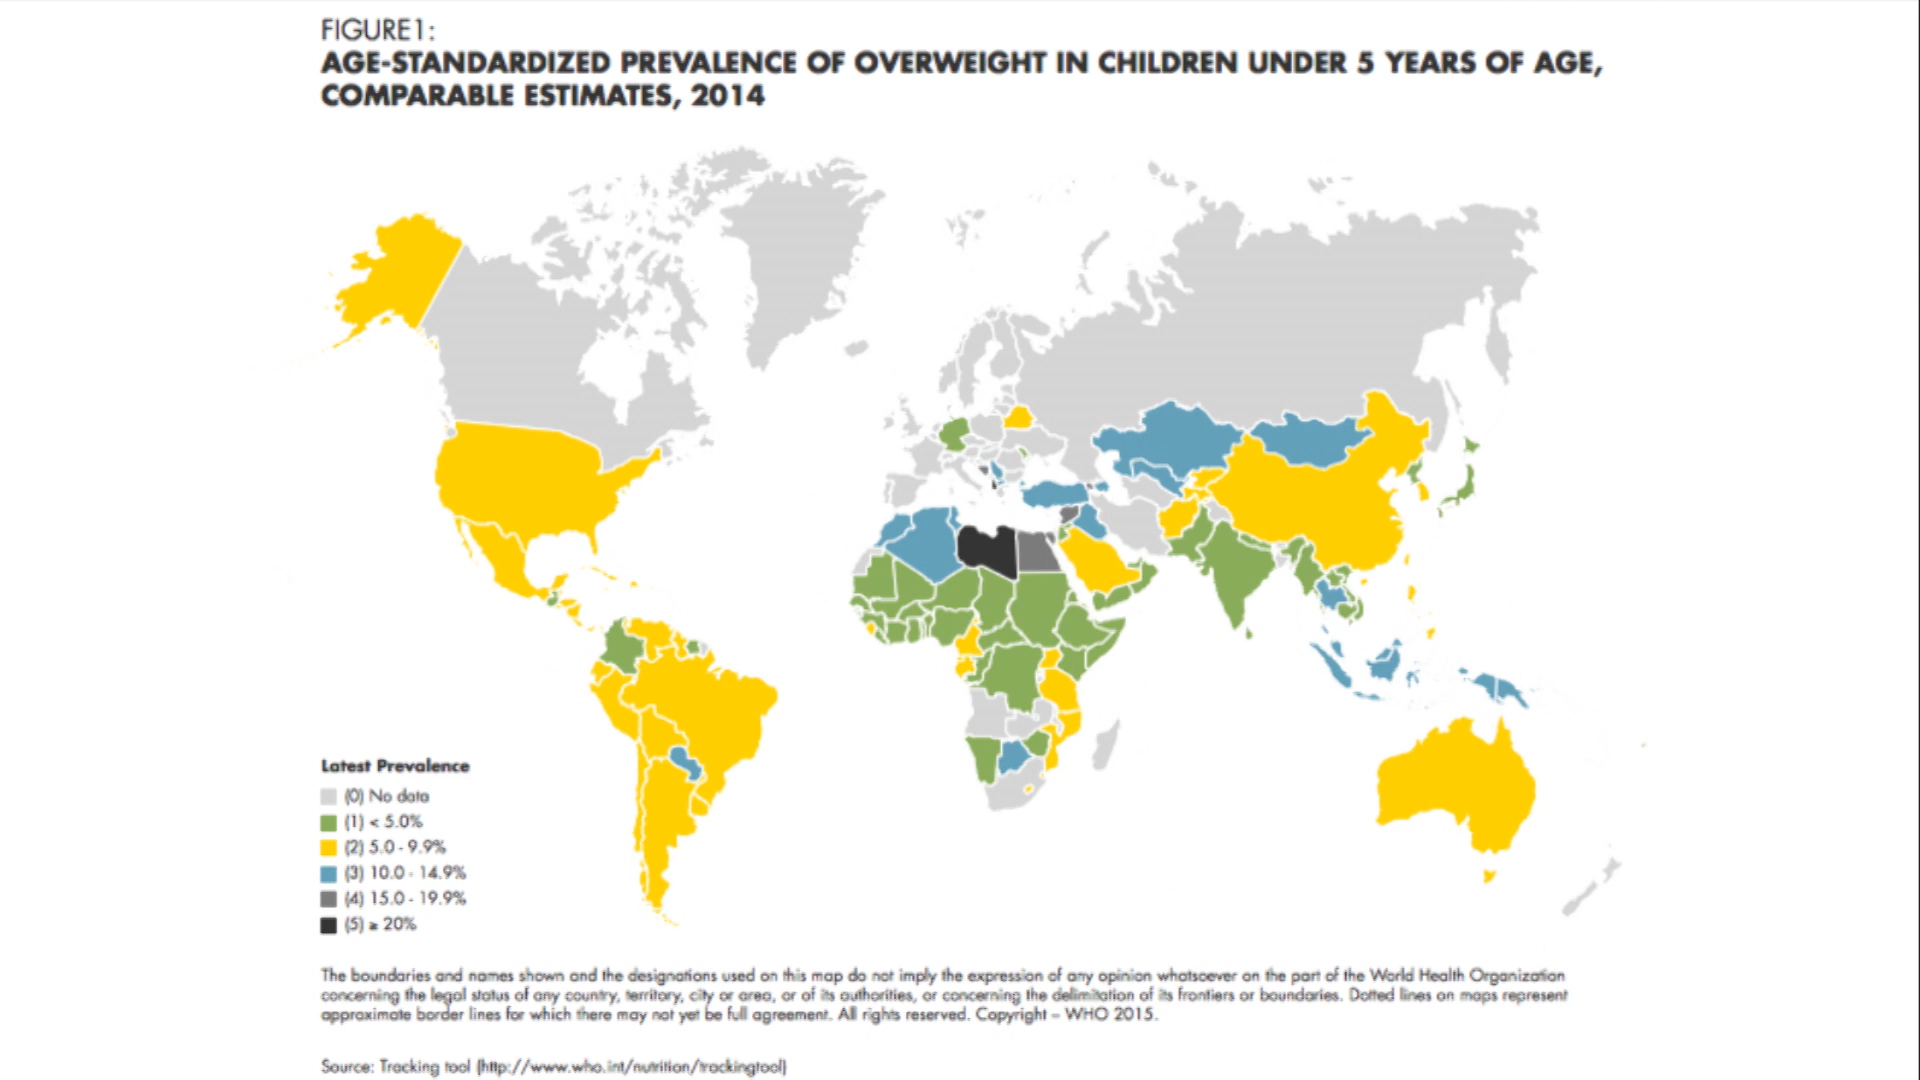 FIGURE1:
AGE-STANDARDIZED PREVALENCE OF OVERWEIGHT IN CHILDREN UNDER 5 YEARS OF AGE,
COMPARABLE ESTIMATES, 2014
Latest Prevalence
(0) No data
(1) < 5.0%
(2) 5.0 - 9.9%
(3) 10.0 - 14.9%
(4) 15.0 - 19.9%
(5) ≥ 20%
The boundaries and names shown and the designations used on this map do not imply the expression of any opinion whatsoever on the part of the World Health Organization
concerning the legal status of any country, territory, city or area, or of its authorities, or concerning the delimitation of its frontiers or boundaries. Dotted lines on maps represent
approximate border lines for which there may not yet be full agreement. All rights reserved. Copyright – WHO 2015.
Source: Tracking tool (http://www.who.int/nutrition/trackingtool)